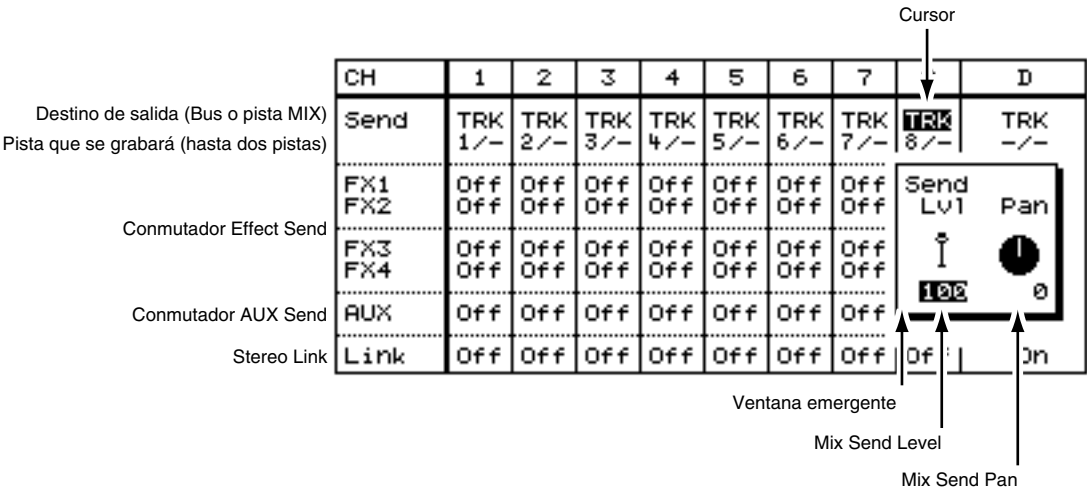 Cursor
CH 1 2 3 4 5 6 7 D
Destino de salida (Bus o pista MIX) Send TRK TRK TRK TRK TRK TRK TRK TRK TRK
Pista que se grabará (hasta dos pistas) 1/– 2/– 3/– 4/– 5/– 6/– 7/– 8/– –/–
FX1 Off Off Off Off Off Off Off Send
FX2 Off Off Off Off Off Off Off Lvl Pan
Conmutador Effect Send
FX3 Off Off Off Off Off Off Off
FX4 Off Off Off Off Off Off Off
100 0
Conmutador AUX Send AUX Off Off Off Off Off Off Off
Stereo Link Link Off Off Off Off Off Off Off
Ventana emergente
Mix Send Level
Mix Send Pan